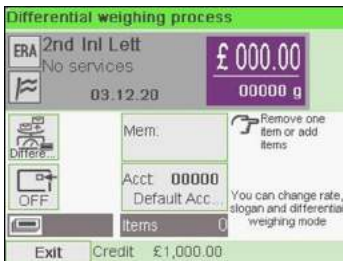 Differential weighing process
ERA
2nd Inl Lett
No services
03.12.20
£ 000.00
00000 g
Differe...
Mem:
Remove one
item or add
items
OFF
Acct 00000
Default Acc...
You can change rate,
slogan and differential
weighing mode
Items 0
Exit
Credit £1,000.00